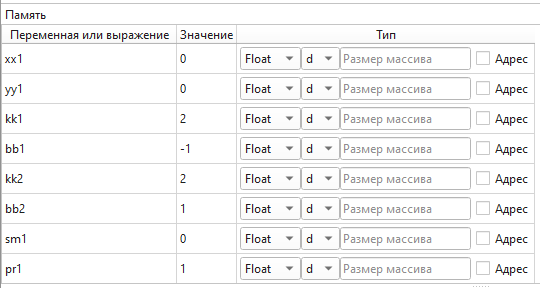 Память
Переменная или выражение Значение Тип
xx1 0 Float d Размер массива Адрес
yy1 0 Float d Размер массива Адрес
kk1 2 Float d Размер массива Адрес
bb1 -1 Float d Размер массива Адрес
kk2 2 Float d Размер массива Адрес
bb2 1 Float d Размер массива Адрес
sm1 0 Float d Размер массива Адрес
pr1 1 Float d Размер массива Адрес